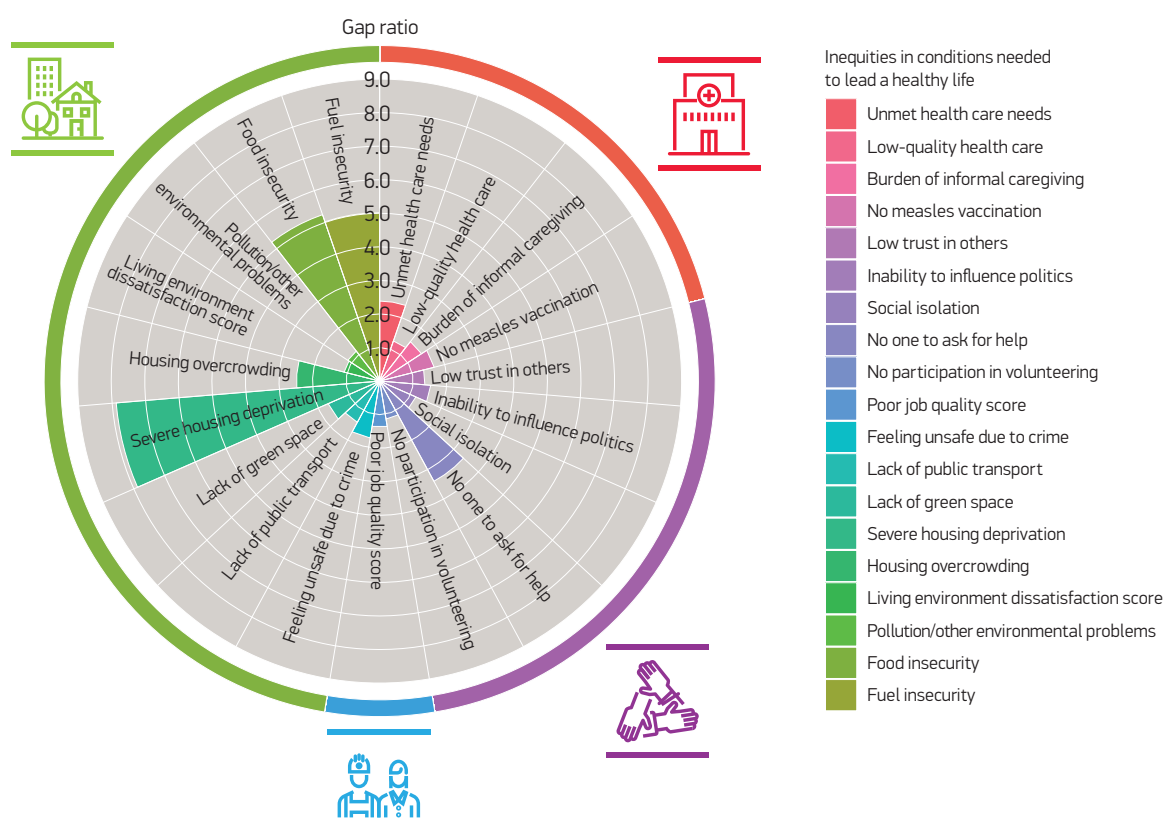 Gap ratio
9.0
8.0
7.0
6.0
5.0
4.0
3.0
2.0
1.0
Unmet health care needs
Low-quality health care
Burden of informal caregiving
No measles vaccination
Low trust in others
Inability to influence politics
Social isolation
No one to ask for help
No participation in volunteering
Poor job quality score
Feeling unsafe due to crime
Lack of public transport
Lack of green space
Severe housing deprivation
Housing overcrowding
Living environment
dissatisfaction score
Pollution/other
environmental problems
Food insecurity
Fuel insecurity
Inequities in conditions needed
to lead a healthy life
Unmet health care needs
Low-quality health care
Burden of informal caregiving
No measles vaccination
Low trust in others
Inability to influence politics
Social isolation
No one to ask for help
No participation in volunteering
Poor job quality score
Feeling unsafe due to crime
Lack of public transport
Lack of green space
Severe housing deprivation
Housing overcrowding
Living environment dissatisfaction score
Pollution/other environmental problems
Food insecurity
Fuel insecurity